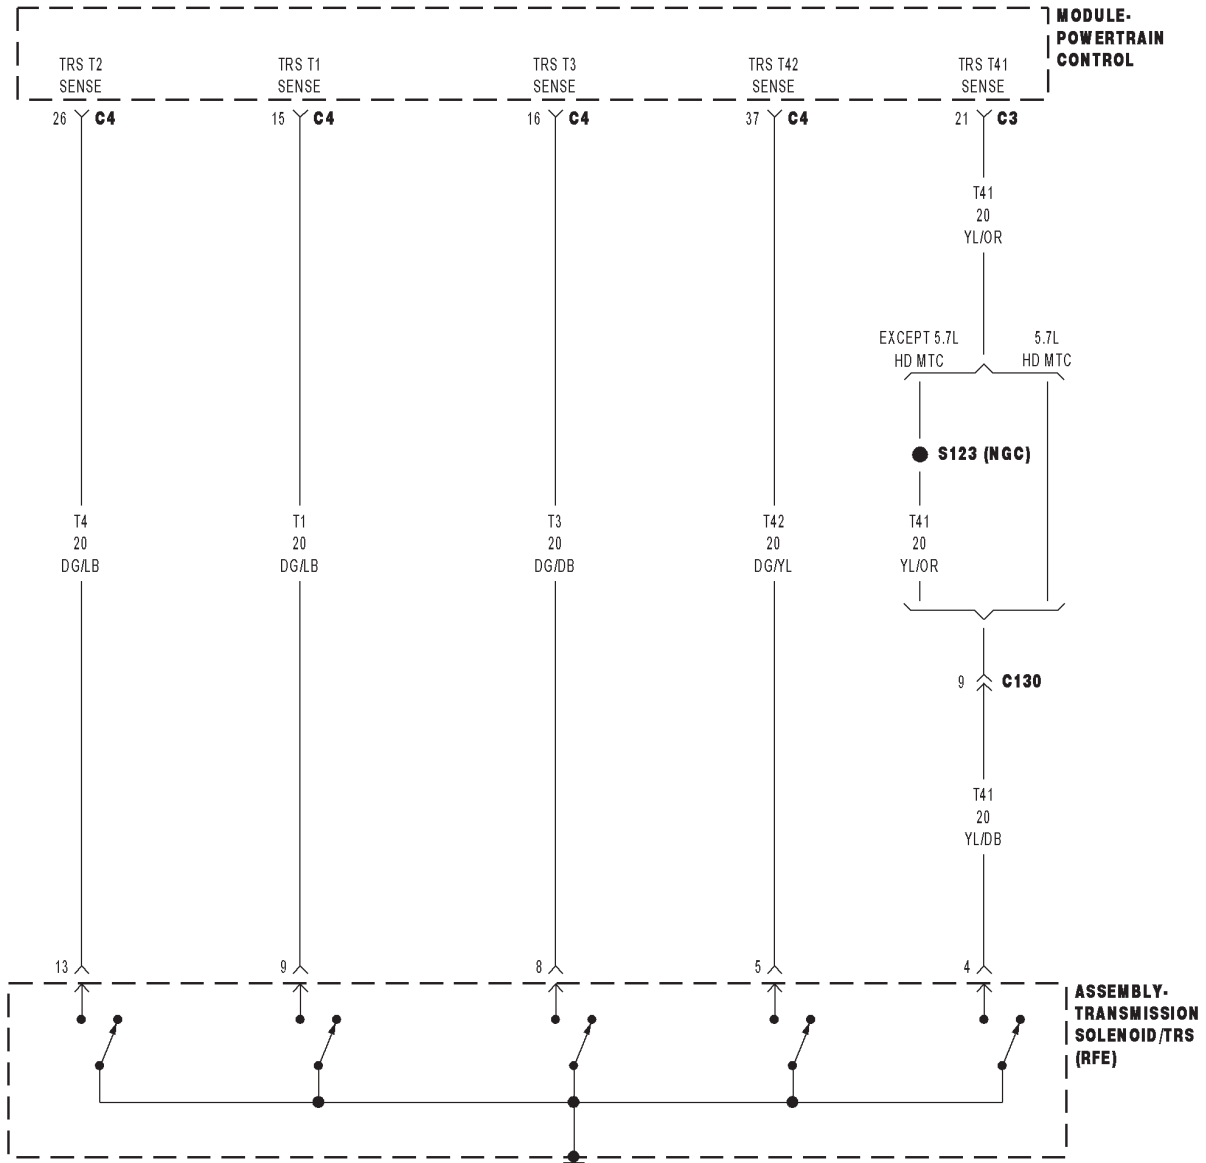 MODULE-
POWERTRAIN
CONTROL
TRS T2
SENSE
TRS T1
SENSE
TRS T3
SENSE
TRS T42
SENSE
TRS T41
SENSE
26 C4
15 C4
16 C4
37 C4
21 C3
T41
20
YL/OR
EXCEPT 5.7L
HD MTC
5.7L
HD MTC
S123 (NGC)
T4
20
DG/LB
T1
20
DG/LB
T3
20
DG/DB
T42
20
DG/YL
T41
20
YL/OR
9 C130
T41
20
YL/DB
13
9
8
5
4
ASSEMBLY-
TRANSMISSION
SOLENOID/TRS
(RFE)